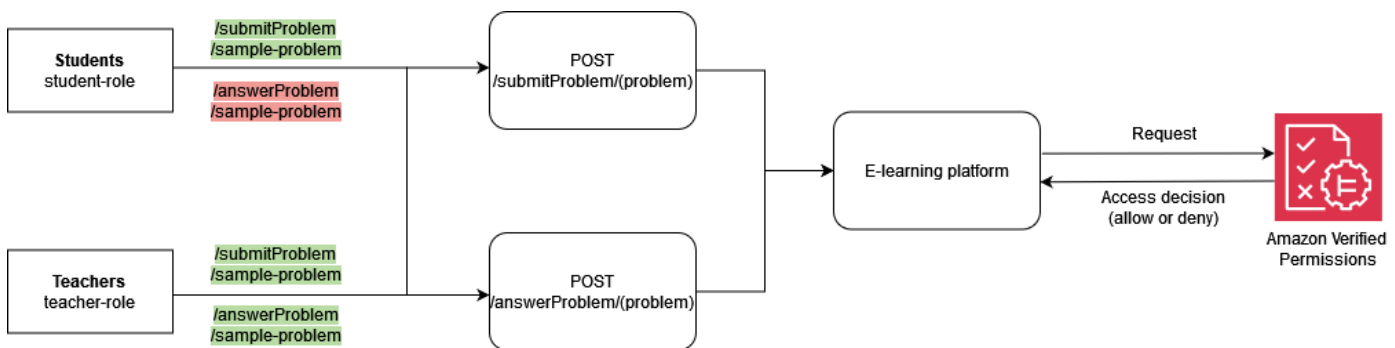 Students
student-role
/submitProblem
/sample-problem
/answerProblem
/sample-problem
POST
/submitProblem/(problem)
Teachers
teacher-role
/submitProblem
/sample-problem
/answerProblem
/sample-problem
POST
/answerProblem/(problem)
E-learning platform
Request
Access decision
(allow or deny)
Amazon Verified
Permissions